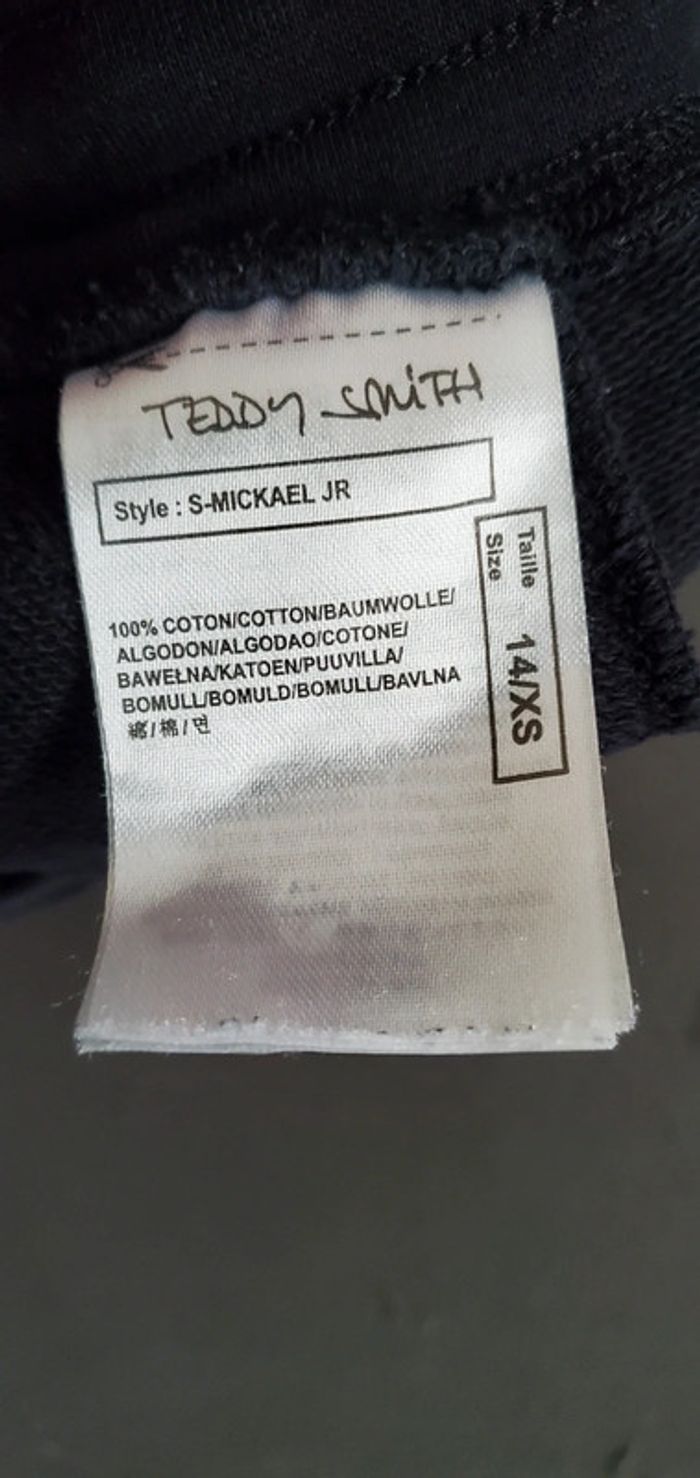 TEDDY SMITH
Style : S-MICKAEL JR
Taille
Size
14/XS
100% COTON/COTTON/BAUMWOLLE/
ALGODON/ALGODAO/COTONE/
BAWEŁNA/KATOEN/PUUVILLA/
BOMULL/BOMULD/BOMULL/BAVLNA
綿/棉/면